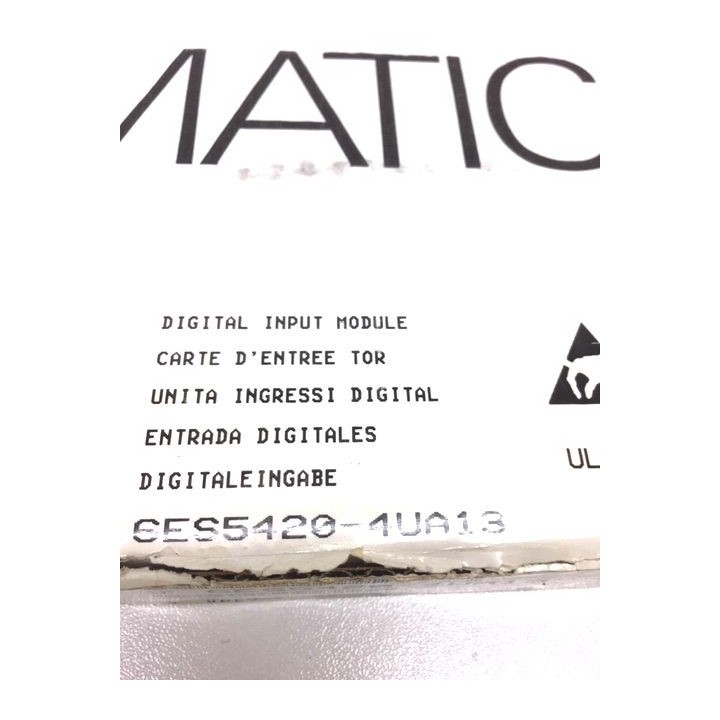 MATIC
DIGITAL INPUT MODULE
CARTE D'ENTREE TOR
UNITA INGRESSI DIGITAL
ENTRADA DIGITALES
DIGITALEINGABE
UL
6ES5420-4UA13